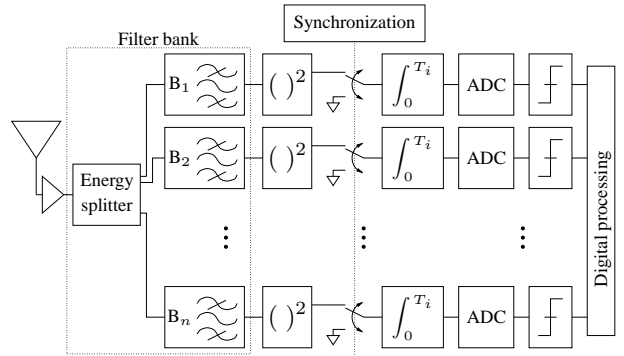 Synchronization
Filter bank
B1 ( )2 ∫0Ti ADC
B2 ( )2 ∫0Ti ADC
Energy
splitter
Bn ( )2 ∫0Ti ADC
Digital processing